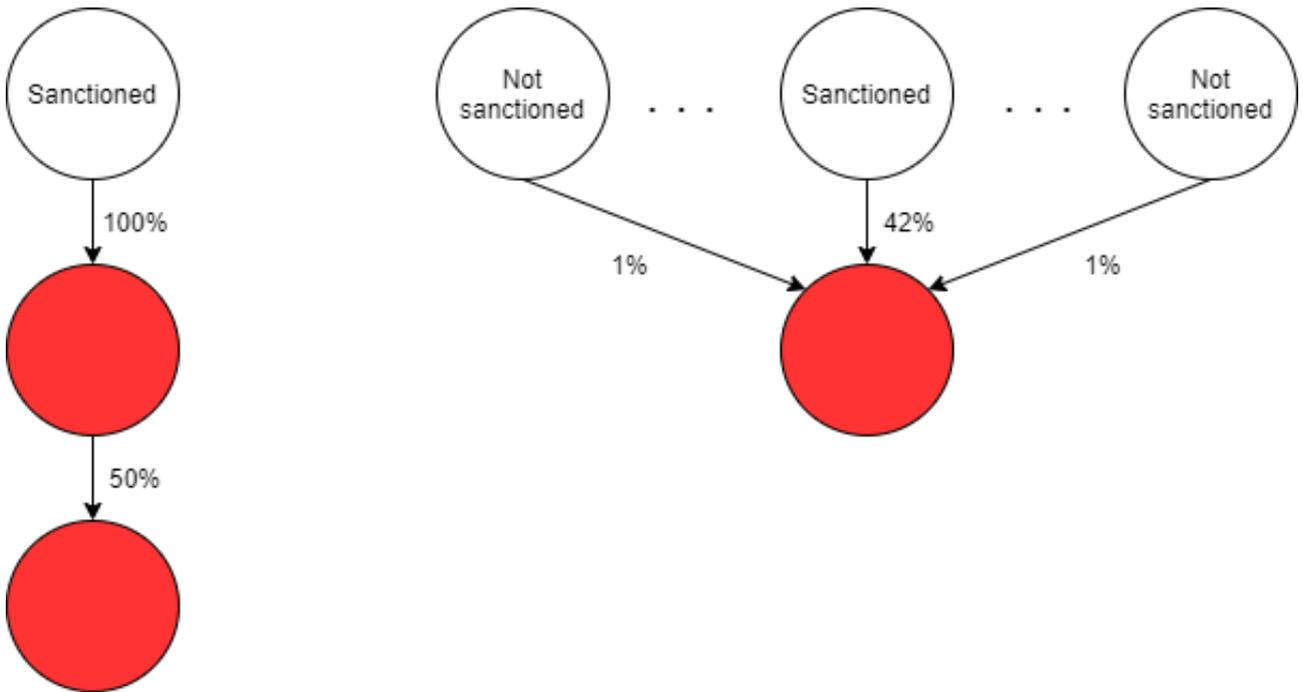 Sanctioned
Not
sanctioned
. . .
Sanctioned
. . .
Not
sanctioned
100%
42%
1%
1%
50%